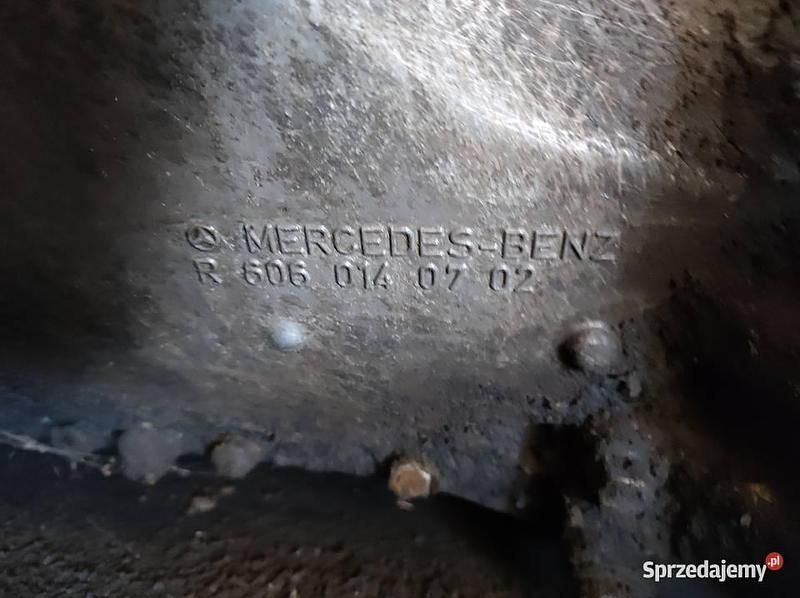 MERCEDES-BENZ
R 606 014 07 02
Sprzedajemy.pl